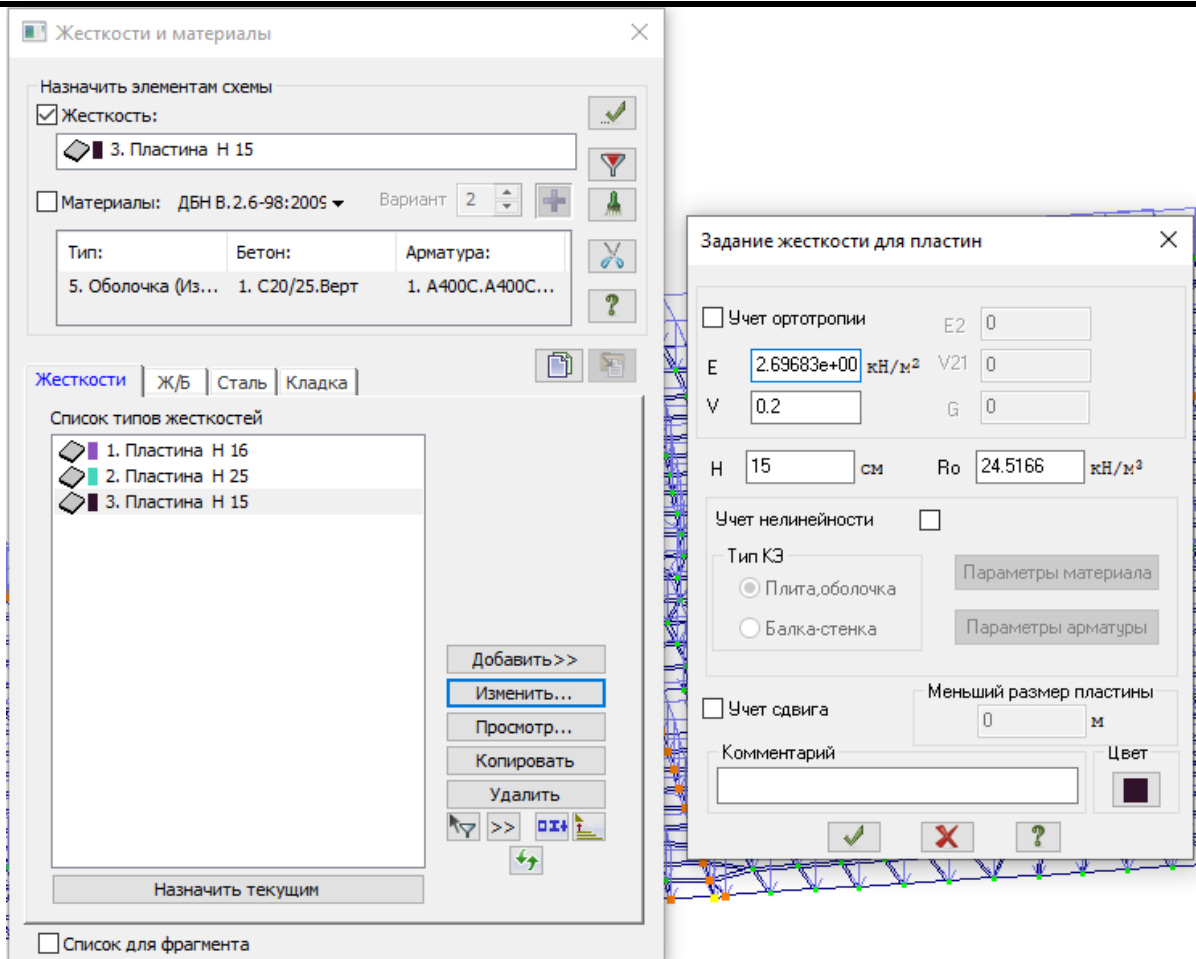 Жесткости и материалы
Назначить элементам схемы
Жесткость:
3. Пластина Н 15
Материалы: ДБН В.2.6-98:2009 Вариант 2
Тип: Бетон: Арматура:
5. Оболочка (Из... 1. С20/25.Верт 1. А400С.А400С...
Жесткости Ж/Б Сталь Кладка
Список типов жесткостей
1. Пластина Н 16
2. Пластина Н 25
3. Пластина Н 15
Добавить>>
Изменить...
Просмотр...
Копировать
Удалить
>>
Назначить текущим
Список для фрагмента
Задание жесткости для пластин
Учет ортотропии E2 0
E 2.69683e+00 кН/м² V21 0
V 0.2 G 0
H 15 см Ro 24.5166 кН/м³
Учет нелинейности
Тип КЭ
Плита,оболочка Параметры материала
Балка-стенка Параметры арматуры
Учет сдвига Меньший размер пластины
0 м
Комментарий Цвет